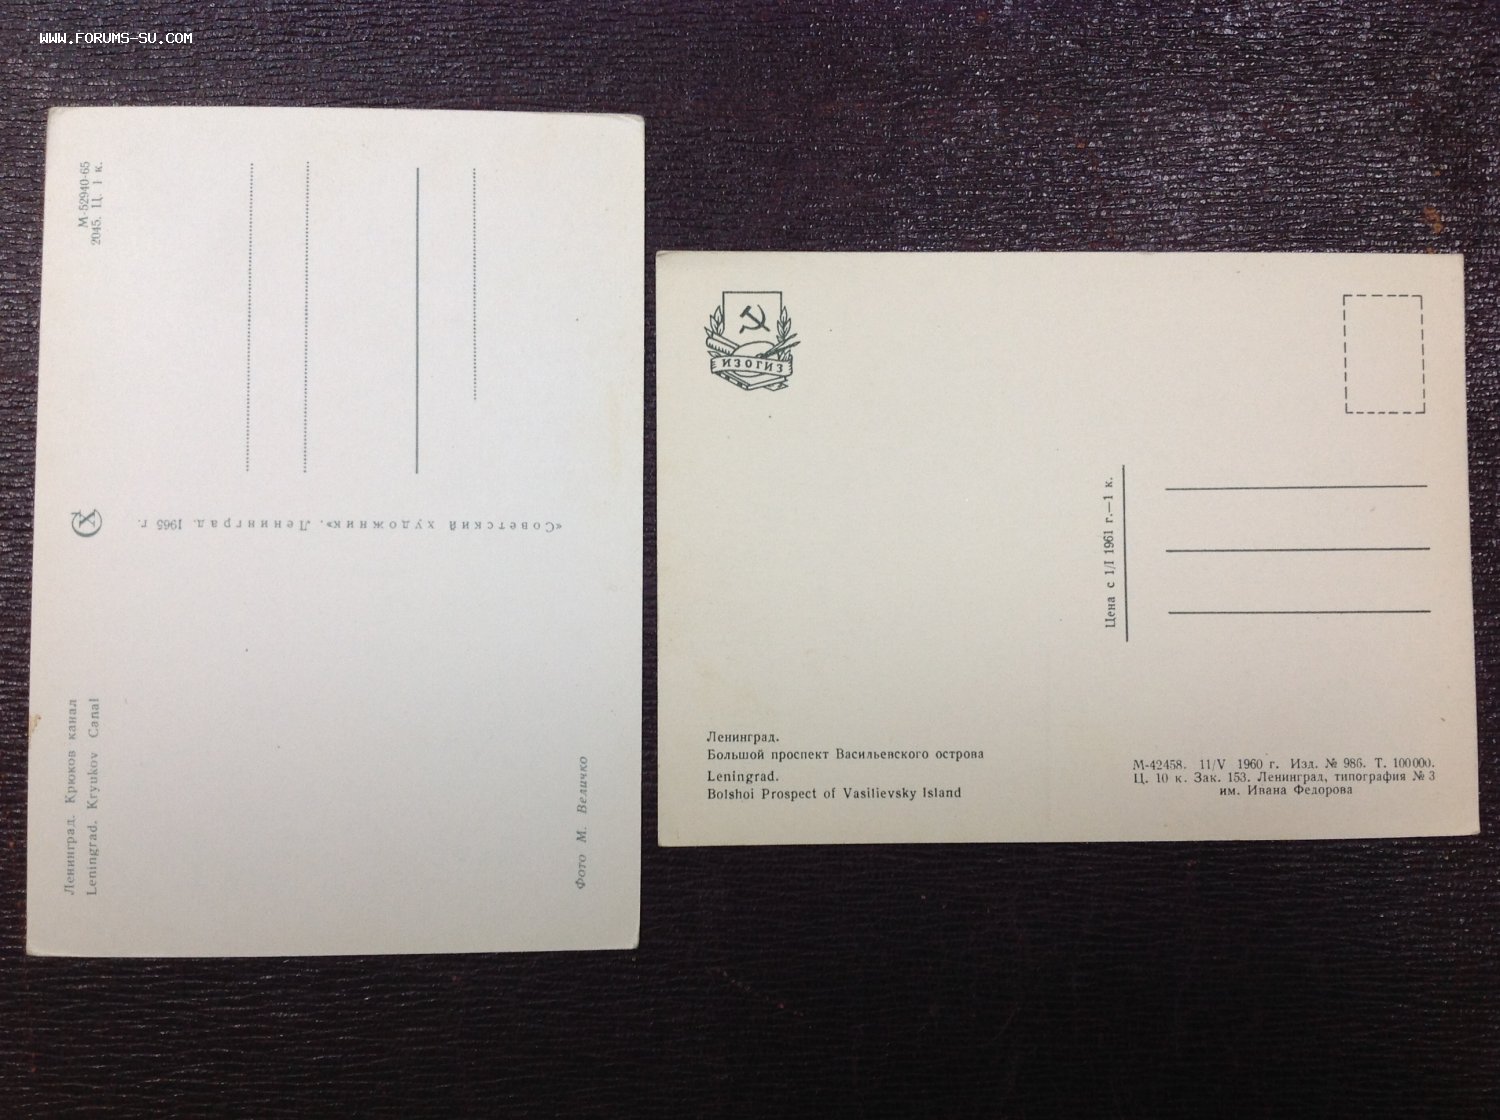 WWW.FORUMS-SU.COM
М-52940-65
2045. Ц. 1 к.
«Советский художник». Ленинград. 1965 г.
Ленинград. Крюков канал
Leningrad. Kryukov Canal
Фото М. Величко
ИЗОГИЗ
Цена с 1/I 1961 г.—1 к.
Ленинград.
Большой проспект Васильевского острова
Leningrad.
Bolshoi Prospect of Vasilievsky Island
М-42458. 11/V 1960 г. Изд. № 986. Т. 100000.
Ц. 10 к. Зак. 153. Ленинград, типография № 3
им. Ивана Федорова